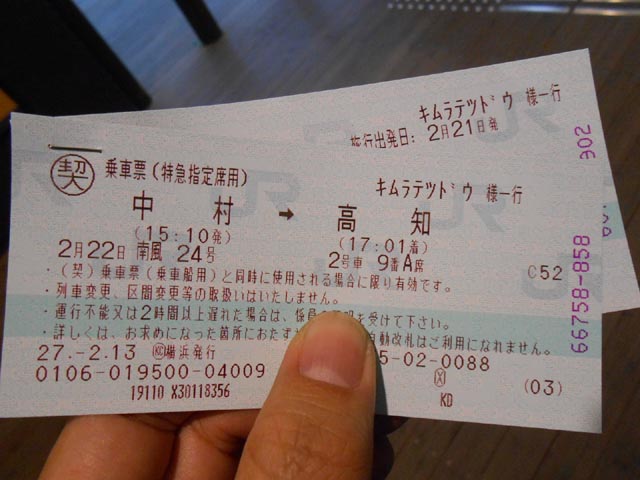 キムラテツドウ 様一行
旅行出発日:2月21日発
902
契 乗車票(特急指定席用)
キムラテツドウ 様一行
中 村 → 高 知
(15:10発) (17:01着)
2月22日 南風 24号 2号車 9番A席 C52
・(契)乗車票(乗車船用)と同時に使用される場合に限り有効です。
・列車変更、区間変更等の取扱いはいたしません。
・運行不能又は2時間以上遅れた場合は、係員 を受けて下さい。
・詳しくは、お求めになった箇所におたず 自動改札はご利用になれません。
27.-2.13 横浜発行 5-02-0088
0106-019500-04009 (03)
19110 X30118356 KD
66758-858